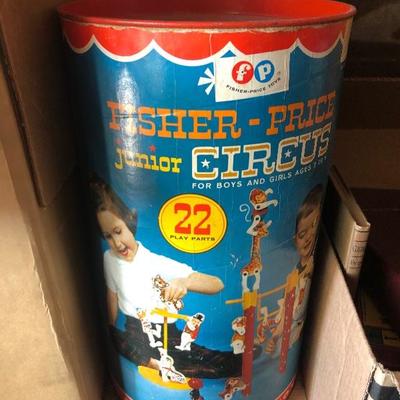 fp
FISHER-PRICE TOYS
FISHER-PRICE
junior CIRCUS
FOR BOYS AND GIRLS AGES
22
PLAY PARTS